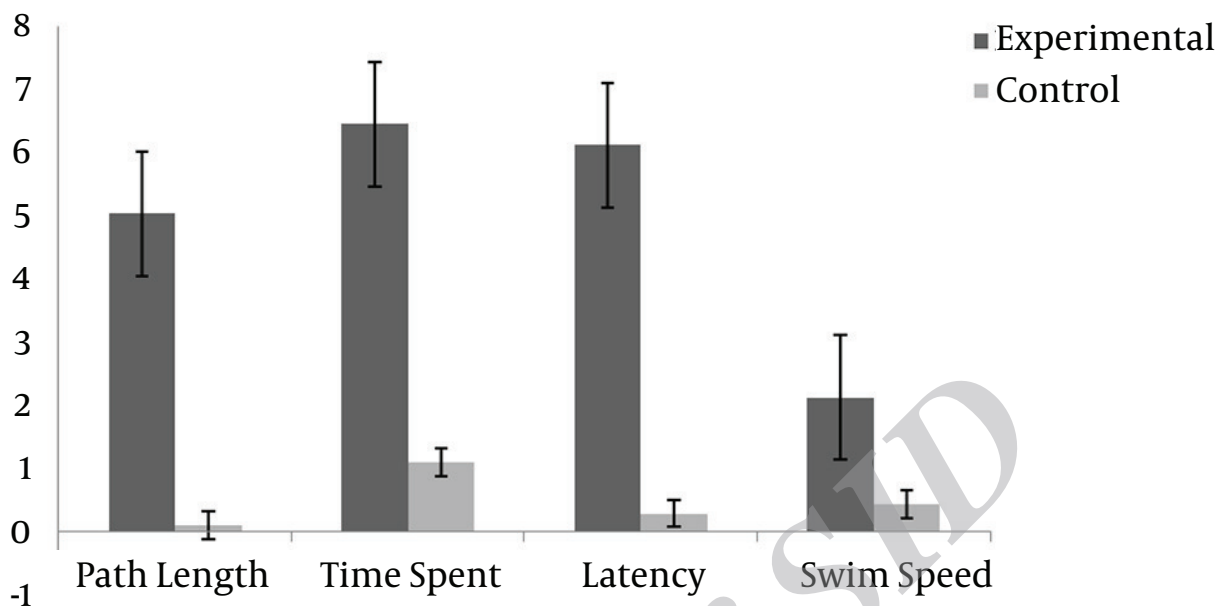 8
7
6
5
4
3
2
1
0
-1
Experimental
Control
Path Length
Time Spent
Latency
Swim Speed
SID